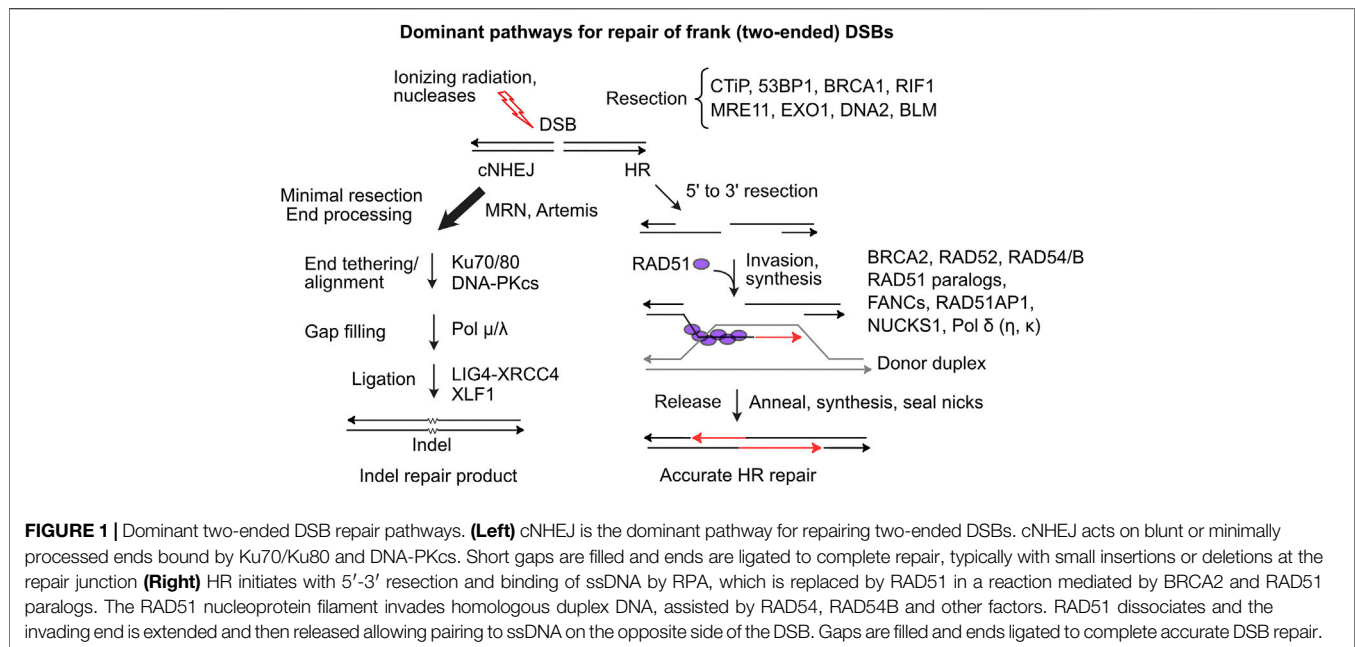 Dominant pathways for repair of frank (two-ended) DSBs
Ionizing radiation,
nucleases
DSB
Resection
CTiP, 53BP1, BRCA1, RIF1
MRE11, EXO1, DNA2, BLM
cNHEJ
HR
Minimal resection
End processing
MRN, Artemis
5' to 3' resection
End tethering/
alignment
Ku70/80
DNA-PKcs
RAD51
Invasion,
synthesis
BRCA2, RAD52, RAD54/B
RAD51 paralogs,
FANCs, RAD51AP1,
NUCKS1, Pol δ (η, κ)
Gap filling
Pol μ/λ
Donor duplex
Ligation
LIG4-XRCC4
XLF1
Release
Anneal, synthesis, seal nicks
Indel
Indel repair product
Accurate HR repair
FIGURE 1 | Dominant two-ended DSB repair pathways. (Left) cNHEJ is the dominant pathway for repairing two-ended DSBs. cNHEJ acts on blunt or minimally
processed ends bound by Ku70/Ku80 and DNA-PKcs. Short gaps are filled and ends are ligated to complete repair, typically with small insertions or deletions at the
repair junction (Right) HR initiates with 5′-3′ resection and binding of ssDNA by RPA, which is replaced by RAD51 in a reaction mediated by BRCA2 and RAD51
paralogs. The RAD51 nucleoprotein filament invades homologous duplex DNA, assisted by RAD54, RAD54B and other factors. RAD51 dissociates and the
invading end is extended and then released allowing pairing to ssDNA on the opposite side of the DSB. Gaps are filled and ends ligated to complete accurate DSB repair.